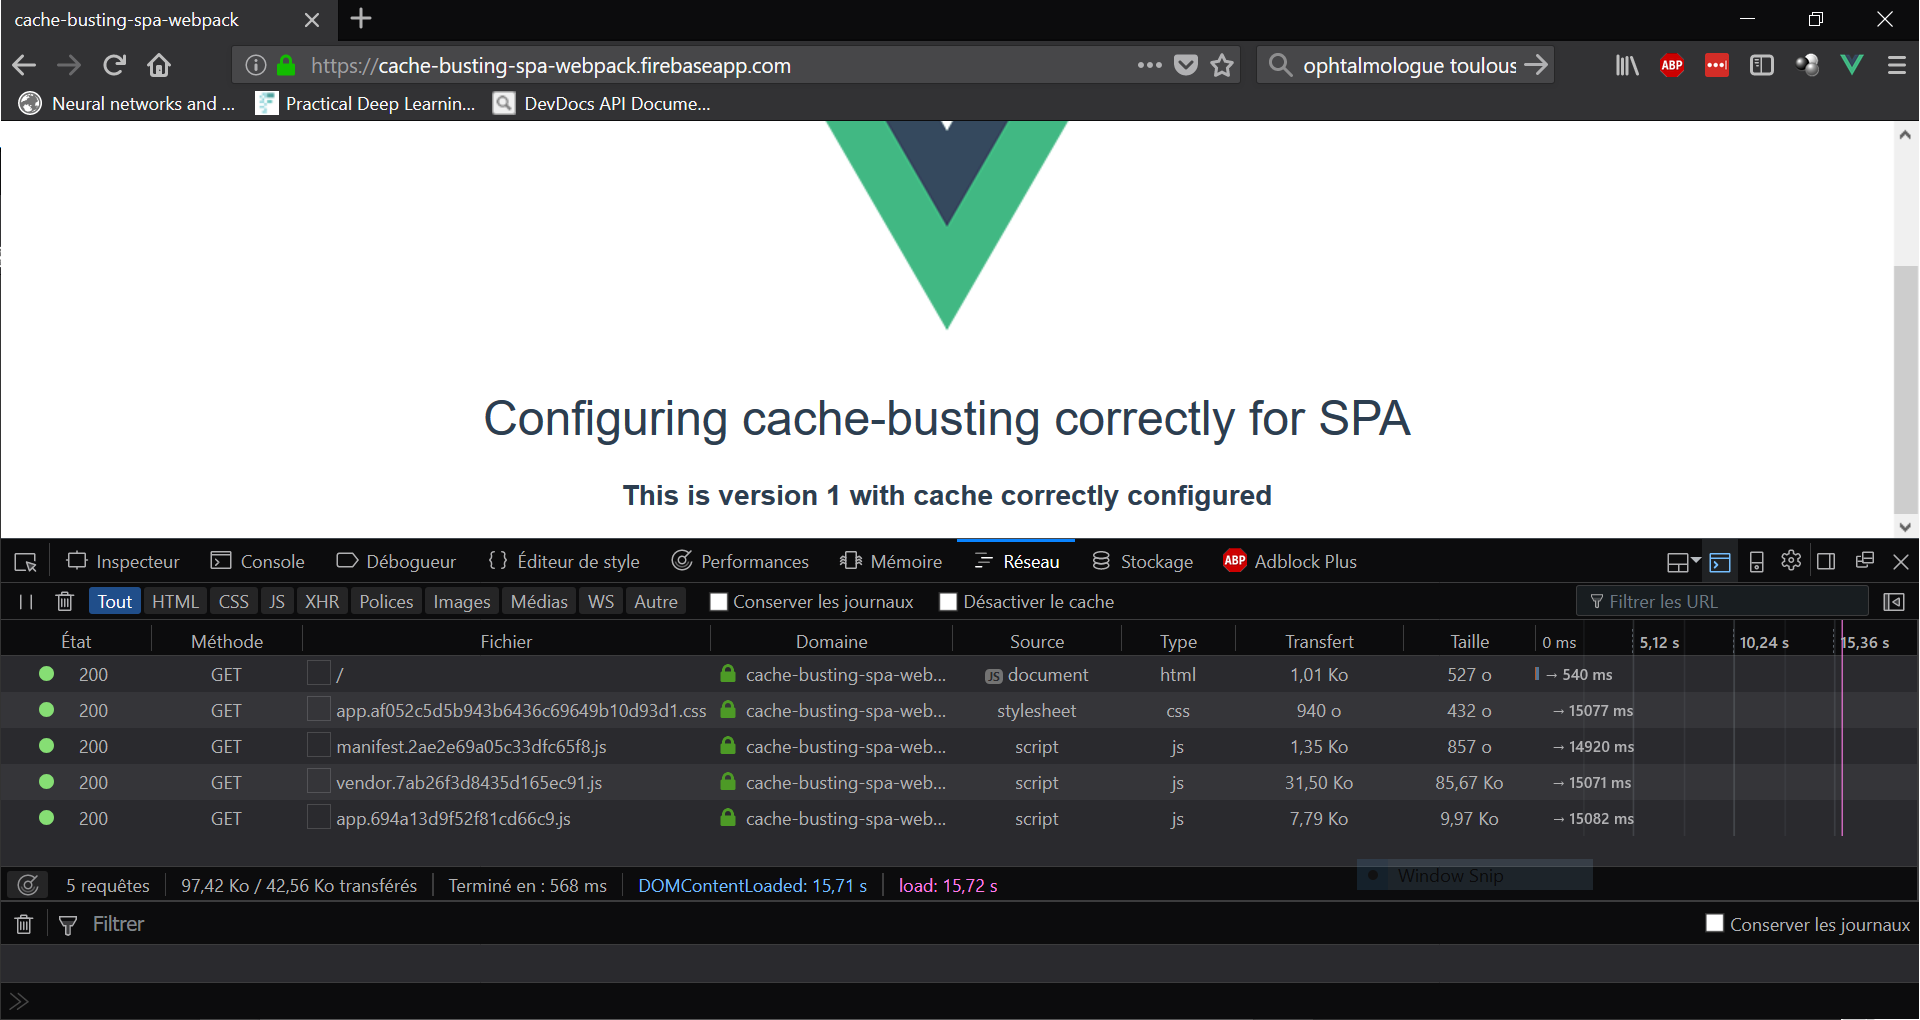 cache-busting-spa-webpack
https://cache-busting-spa-webpack.firebaseapp.com
ophtalmologue toulous
ABP
Neural networks and ... Practical Deep Learnin... DevDocs API Docume...
Configuring cache-busting correctly for SPA
This is version 1 with cache correctly configured
Inspecteur Console Débogueur {} Éditeur de style Performances Mémoire Réseau Stockage ABP Adblock Plus
Tout HTML CSS JS XHR Polices Images Médias WS Autre Conserver les journaux Désactiver le cache Filtrer les URL
État Méthode Fichier Domaine Source Type Transfert Taille 0 ms 5,12 s 10,24 s 15,36 s
200 GET / cache-busting-spa-web... JS document html 1,01 Ko 527 o → 540 ms
200 GET app.af052c5d5b943b6436c69649b10d93d1.css cache-busting-spa-web... stylesheet css 940 o 432 o → 15077 ms
200 GET manifest.2ae2e69a05c33dfc65f8.js cache-busting-spa-web... script js 1,35 Ko 857 o → 14920 ms
200 GET vendor.7ab26f3d8435d165ec91.js cache-busting-spa-web... script js 31,50 Ko 85,67 Ko → 15071 ms
200 GET app.694a13d9f52f81cd66c9.js cache-busting-spa-web... script js 7,79 Ko 9,97 Ko → 15082 ms
Window Snip
5 requêtes 97,42 Ko / 42,56 Ko transférés Terminé en : 568 ms DOMContentLoaded: 15,71 s load: 15,72 s
Filtrer Conserver les journaux